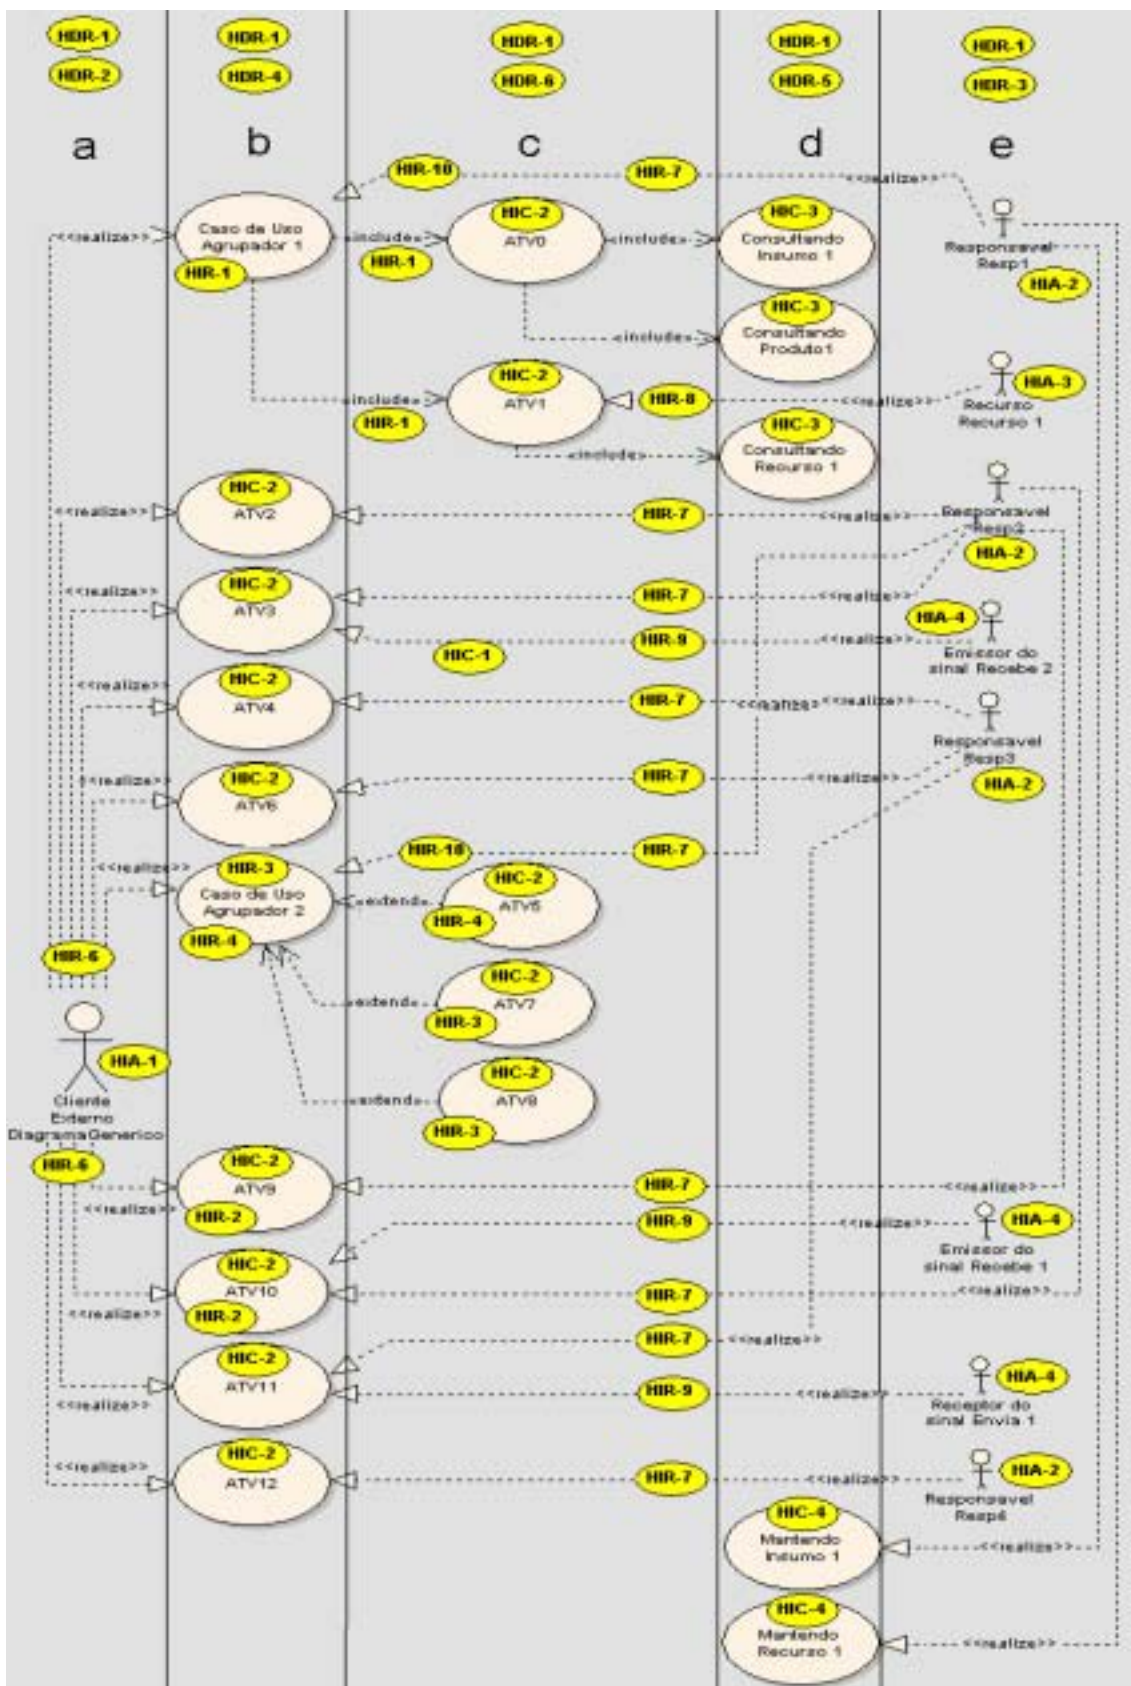 HDR-1 HDR-1 HDR-1 HDR-1 HDR-1
HDR-2 HDR-4 HDR-6 HDR-5 HDR-3
a b c d e
HIR-10 HIR-7 <<realize>>
<<realize>> Caso de Uso
Agrupador 1
HIR-1
<include> HIR-1
HIC-2
ATV0
<include>
HIC-3
Consultando
Insumo 1
Responsavel
Resp1
HIA-2
<include>
HIC-3
Consultando
Produto1
<include> HIR-1
HIC-2
ATV1
HIR-8 <<realize>>
HIA-3
Recurso
Recurso 1
<include>
HIC-3
Consultando
Recurso 1
<<realize>>
HIC-2
ATV2
HIR-7 <<realize>>
Responsavel
Resp2
HIA-2
<<realize>>
HIC-2
ATV3
HIR-7 <<realize>>
HIC-1
HIR-9 <<realize>>
HIA-4
Emissor do
sinal Recebe 2
<<realize>>
HIC-2
ATV4
HIR-7 <<realize>> <<realize>>
Responsavel
Resp3
HIA-2
<<realize>>
HIC-2
ATV6
HIR-7 <<realize>>
HIR-10 HIR-7
<<realize>>
HIR-3
Caso de Uso
Agrupador 2
HIR-4
<extend>
HIC-2
ATV5
HIR-4
HIR-6
<extend>
HIC-2
ATV7
HIR-3
HIA-1
Cliente
Externo
DiagramaGenerico
<extend>
HIC-2
ATV8
HIR-3
HIR-6
HIC-2
ATV9
<<realize>> HIR-2
HIR-7 <<realize>>
HIR-9 <<realize>>
HIA-4
Emissor do
sinal Recebe 1
HIC-2
ATV10
<<realize>> HIR-2
HIR-7 <<realize>>
HIR-7 <<realize>>
HIC-2
ATV11
<<realize>>
HIR-9 <<realize>>
HIA-4
Receptor do
sinal Envia 1
<<realize>>
HIC-2
ATV12
HIR-7 <<realize>>
HIA-2
Responsavel
Resp4
HIC-4
Mantendo
Insumo 1
<<realize>>
HIC-4
Mantendo
Recurso 1
<<realize>>